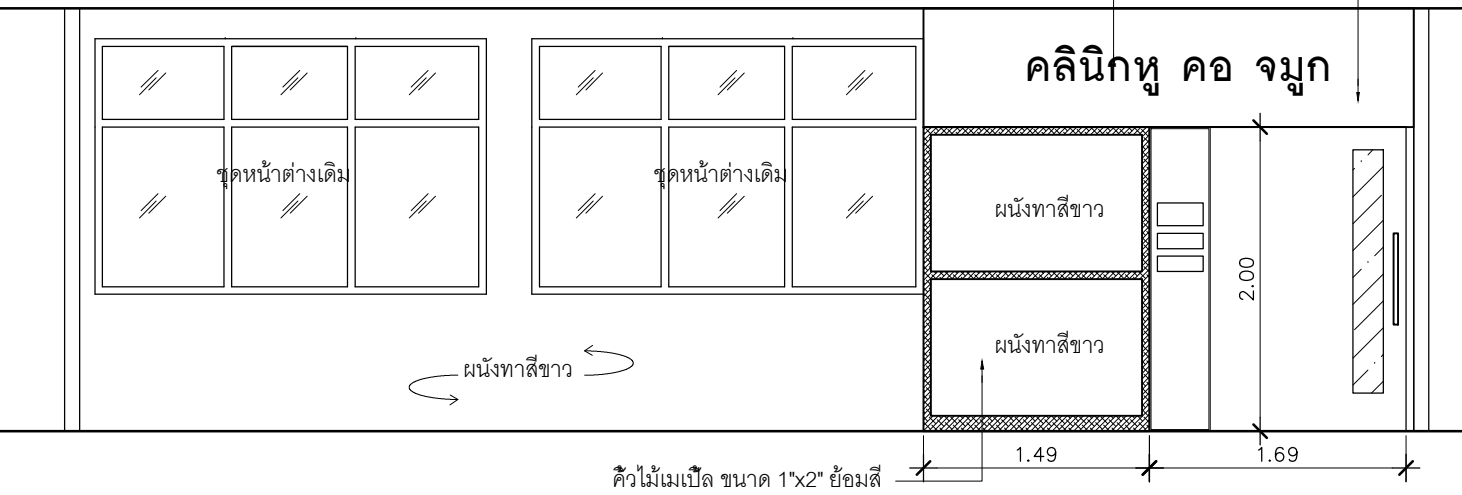 คลินิกหู คอ จมูก
ชุดหน้าต่างเดิม
ชุดหน้าต่างเดิม
ผนังทาสีขาว
2.00
ผนังทาสีขาว
ผนังทาสีขาว
1.49
1.69
คิ้วไม้เมเปิ้ล ขนาด 1"x2" ย้อมสี